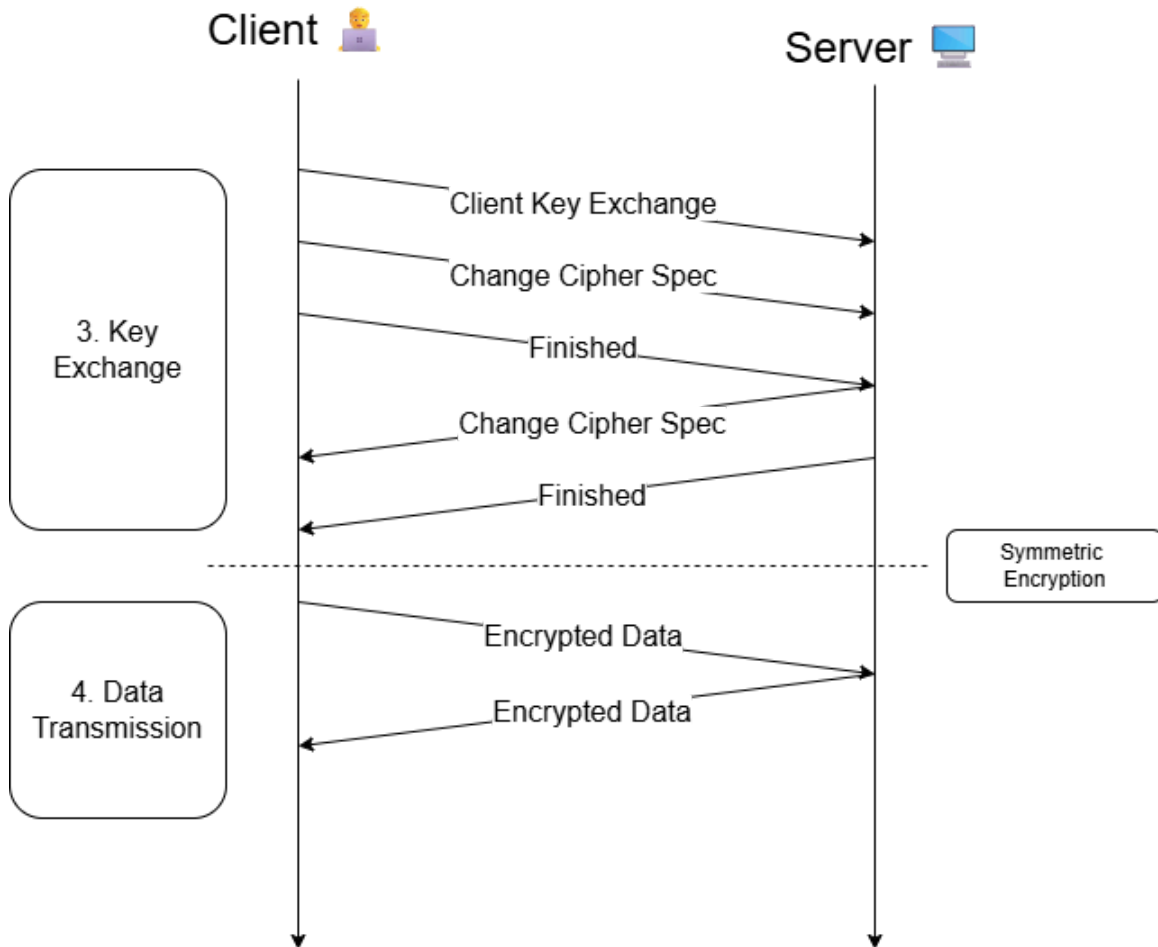 Client
Server
Client Key Exchange
Change Cipher Spec
3. Key
Exchange
Finished
Change Cipher Spec
Finished
Symmetric
Encryption
Encrypted Data
4. Data
Transmission
Encrypted Data